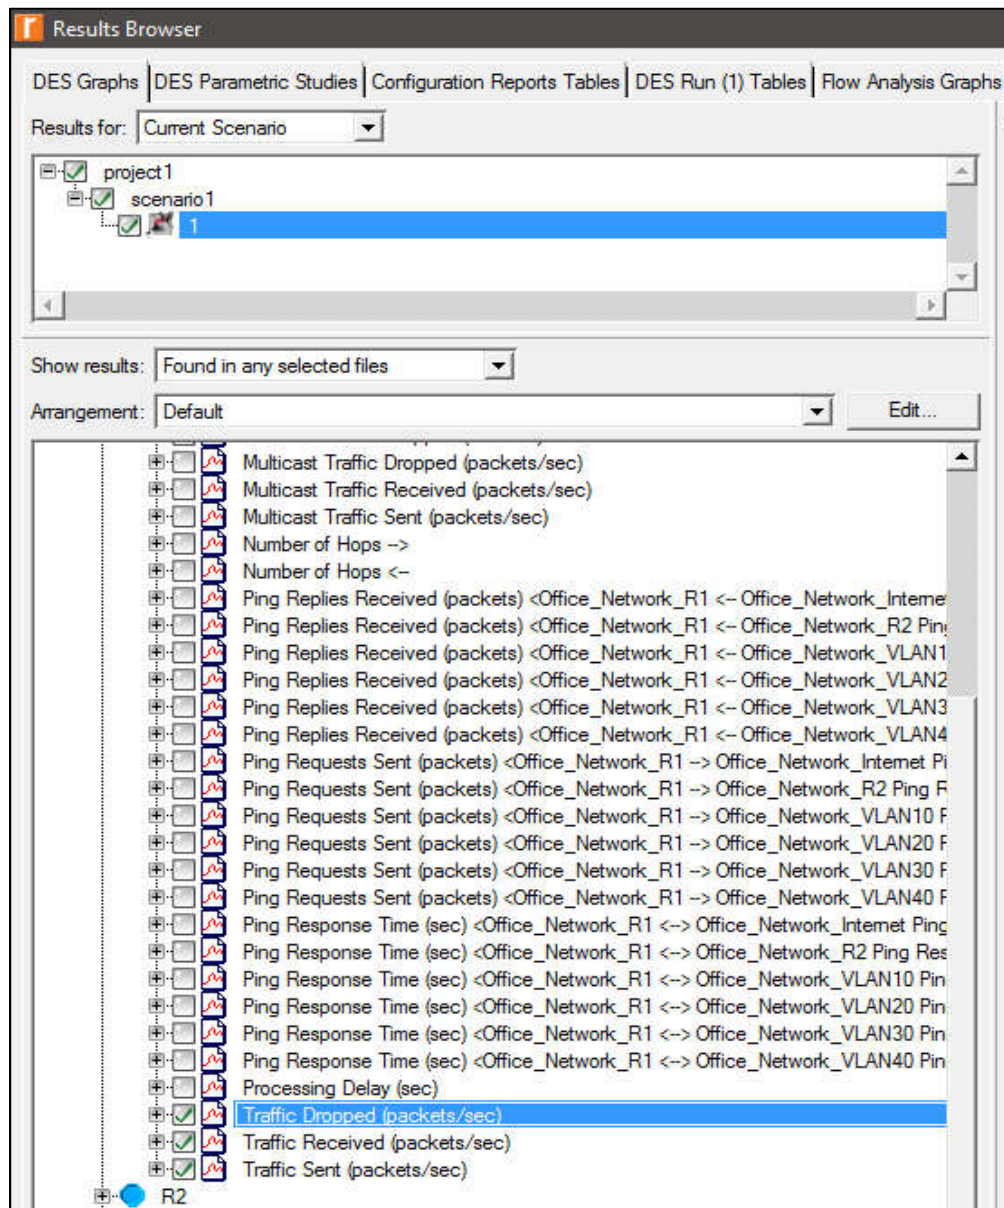 Results Browser
DES Graphs DES Parametric Studies Configuration Reports Tables DES Run (1) Tables Flow Analysis Graphs
Results for: Current Scenario
project1
scenario1
1
Show results: Found in any selected files
Arrangement: Default Edit...
Multicast Traffic Dropped (packets/sec)
Multicast Traffic Received (packets/sec)
Multicast Traffic Sent (packets/sec)
Number of Hops -->
Number of Hops <--
Ping Replies Received (packets) <Office_Network_R1 <-- Office_Network_Interne
Ping Replies Received (packets) <Office_Network_R1 <-- Office_Network_R2 Pin
Ping Replies Received (packets) <Office_Network_R1 <-- Office_Network_VLAN1
Ping Replies Received (packets) <Office_Network_R1 <-- Office_Network_VLAN2
Ping Replies Received (packets) <Office_Network_R1 <-- Office_Network_VLAN3
Ping Replies Received (packets) <Office_Network_R1 <-- Office_Network_VLAN4
Ping Requests Sent (packets) <Office_Network_R1 --> Office_Network_Internet Pi
Ping Requests Sent (packets) <Office_Network_R1 --> Office_Network_R2 Ping R
Ping Requests Sent (packets) <Office_Network_R1 --> Office_Network_VLAN10 P
Ping Requests Sent (packets) <Office_Network_R1 --> Office_Network_VLAN20 P
Ping Requests Sent (packets) <Office_Network_R1 --> Office_Network_VLAN30 P
Ping Requests Sent (packets) <Office_Network_R1 --> Office_Network_VLAN40 P
Ping Response Time (sec) <Office_Network_R1 <--> Office_Network_Internet Ping
Ping Response Time (sec) <Office_Network_R1 <--> Office_Network_R2 Ping Res
Ping Response Time (sec) <Office_Network_R1 <--> Office_Network_VLAN10 Pin
Ping Response Time (sec) <Office_Network_R1 <--> Office_Network_VLAN20 Pin
Ping Response Time (sec) <Office_Network_R1 <--> Office_Network_VLAN30 Pin
Ping Response Time (sec) <Office_Network_R1 <--> Office_Network_VLAN40 Pin
Processing Delay (sec)
Traffic Dropped (packets/sec)
Traffic Received (packets/sec)
Traffic Sent (packets/sec)
R2